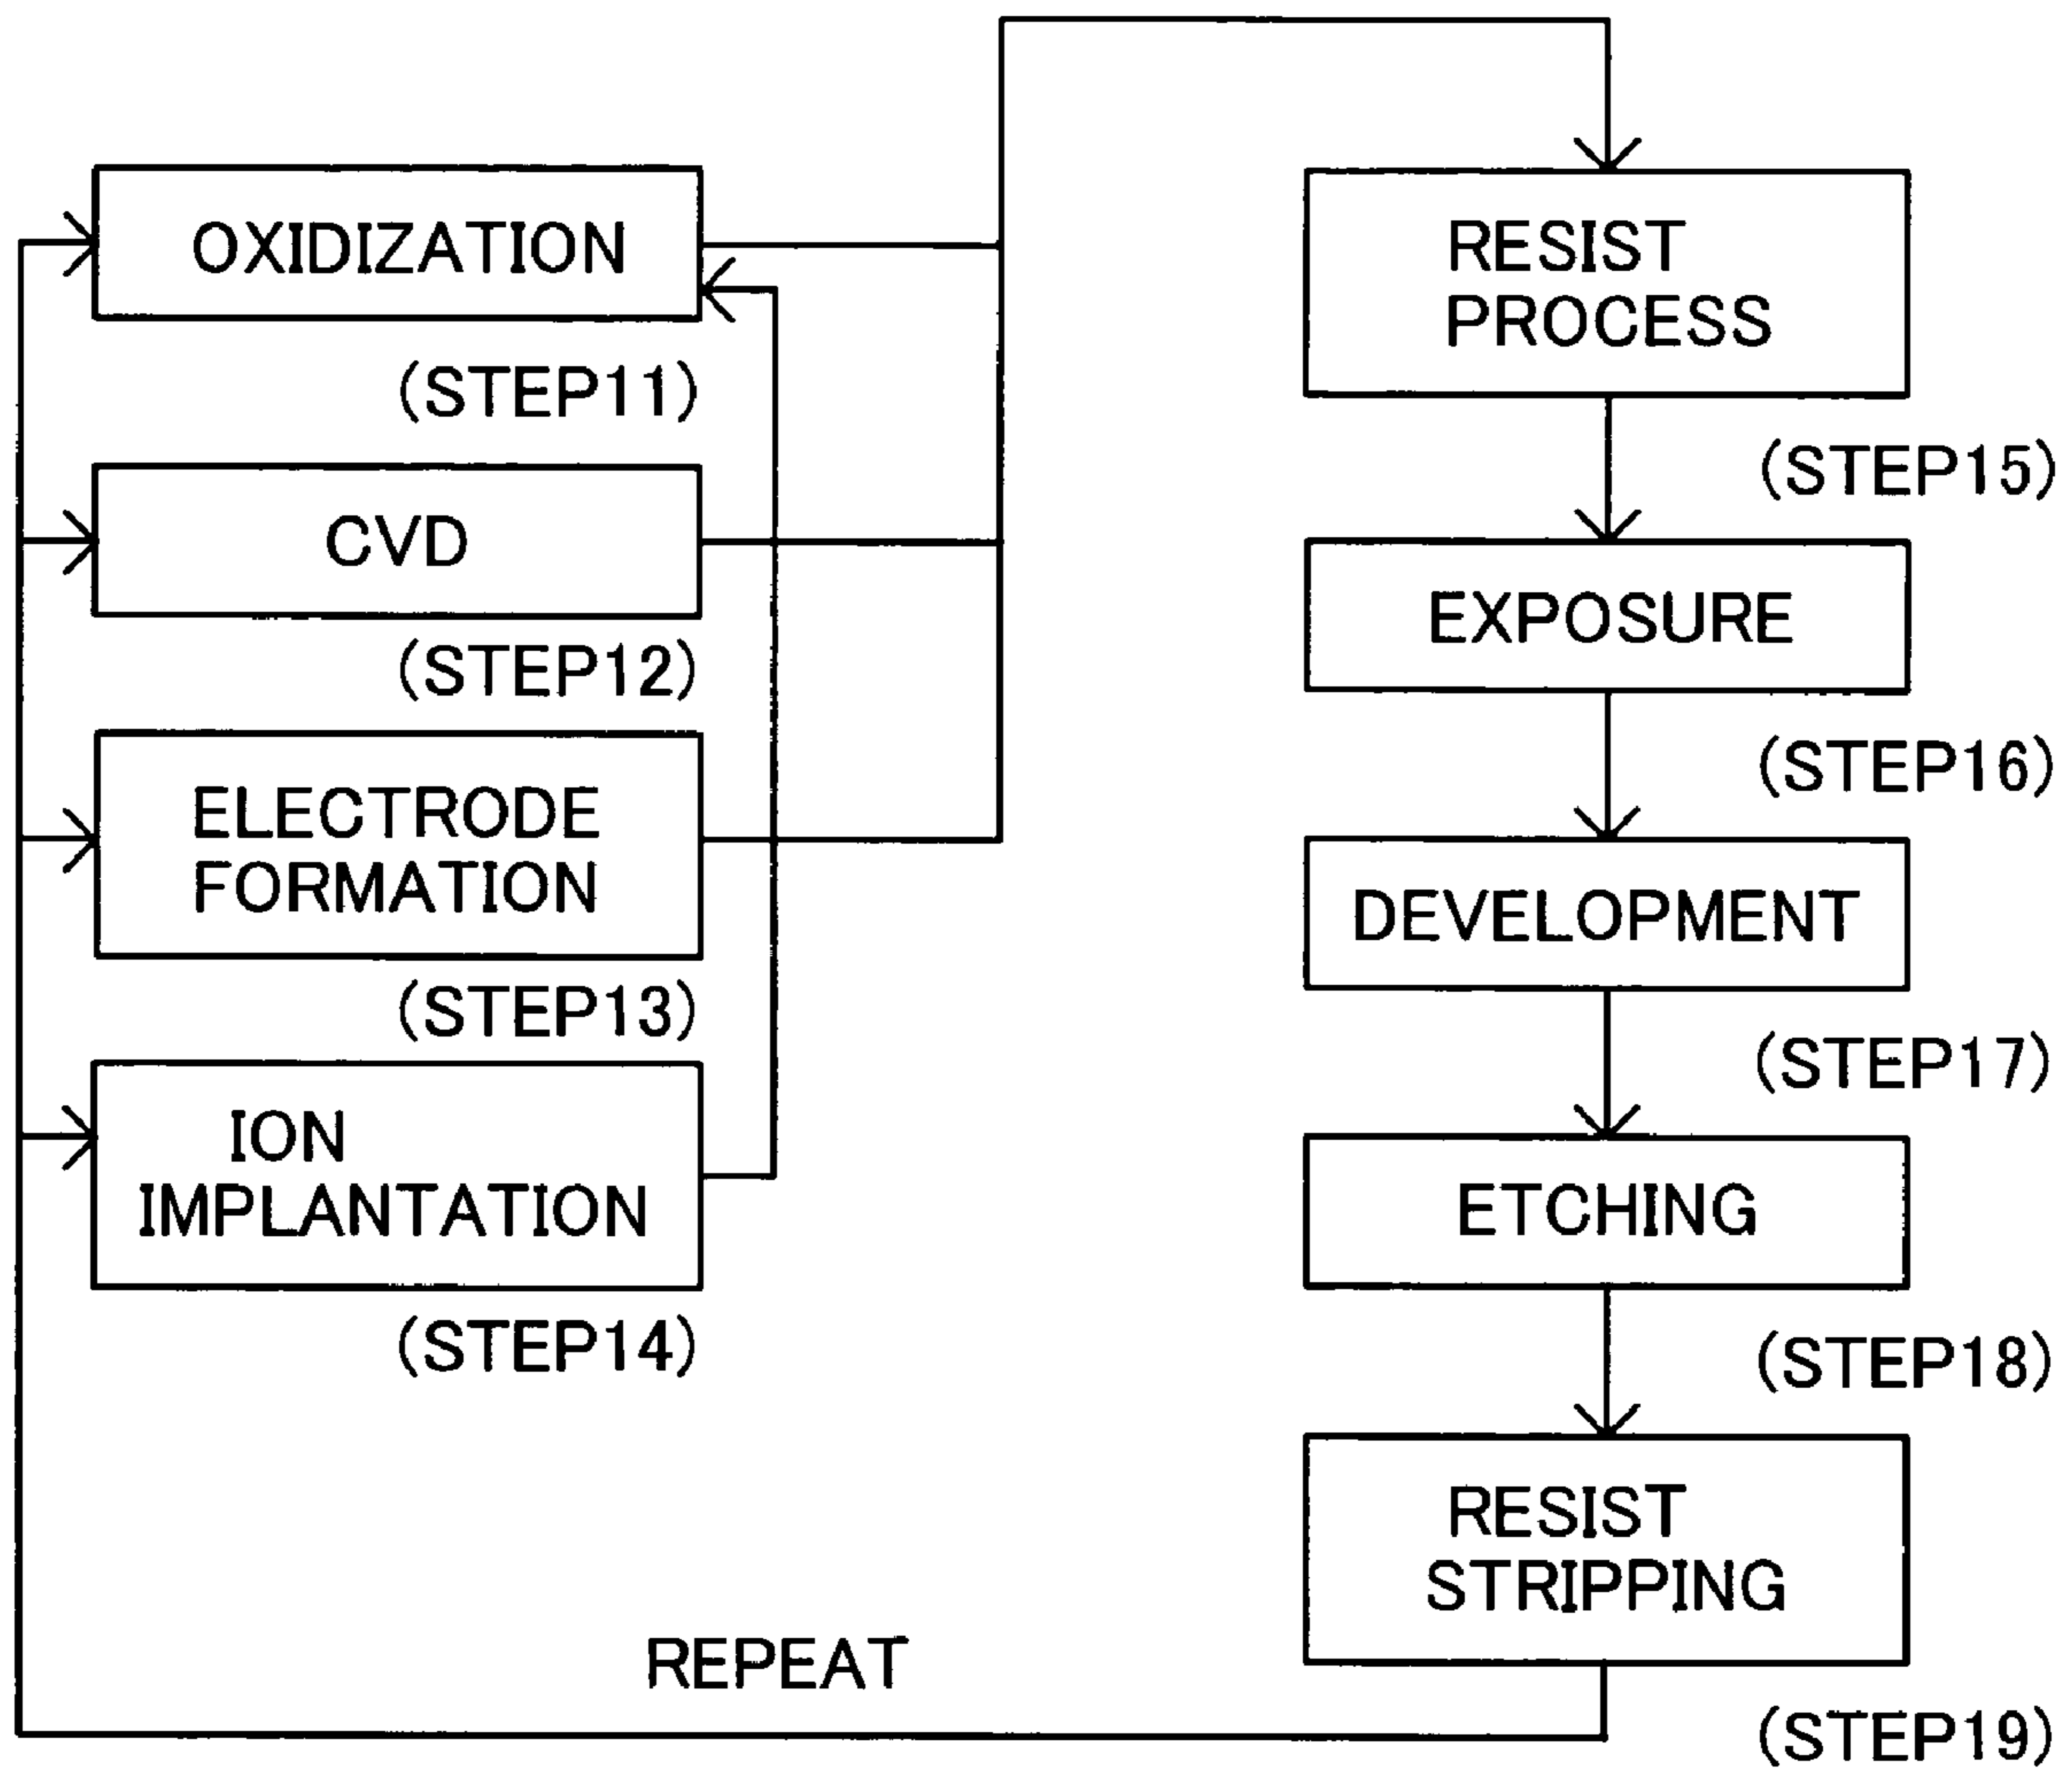 OXIDIZATION
(STEP11)
CVD
(STEP12)
ELECTRODE
FORMATION
(STEP13)
ION
IMPLANTATION
(STEP14)
RESIST
PROCESS
(STEP15)
EXPOSURE
(STEP16)
DEVELOPMENT
(STEP17)
ETCHING
(STEP18)
RESIST
STRIPPING
(STEP19)
REPEAT